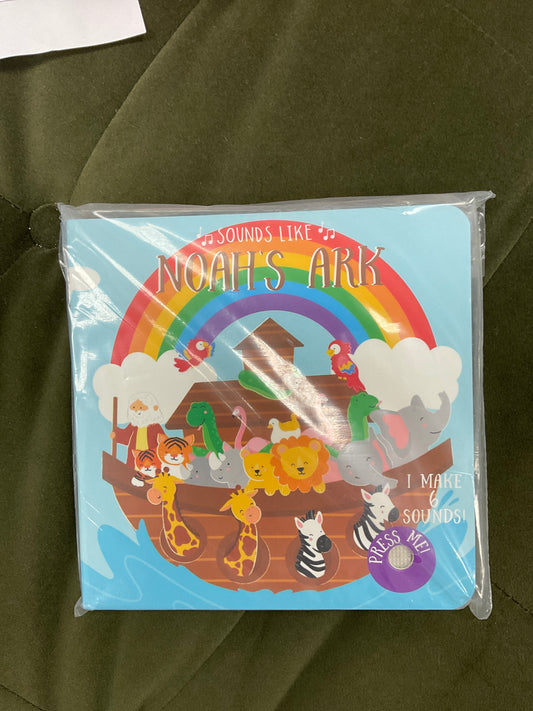 SOUNDS LIKE
NOAH'S ARK
I MAKE
6
SOUNDS!
PRESS ME!